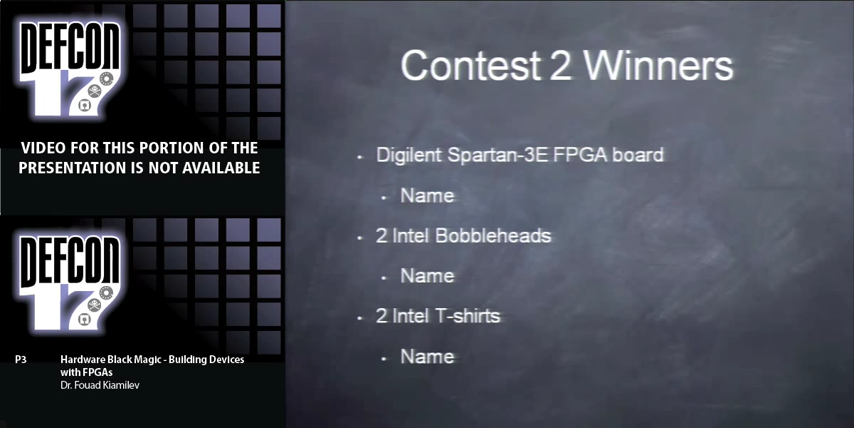 DEFCON
17
VIDEO FOR THIS PORTION OF THE
PRESENTATION IS NOT AVAILABLE
DEFCON
17
P3 Hardware Black Magic - Building Devices
with FPGAs
Dr. Fouad Kiamilev
Contest 2 Winners
• Digilent Spartan-3E FPGA board
• Name
• 2 Intel Bobbleheads
• Name
• 2 Intel T-shirts
• Name